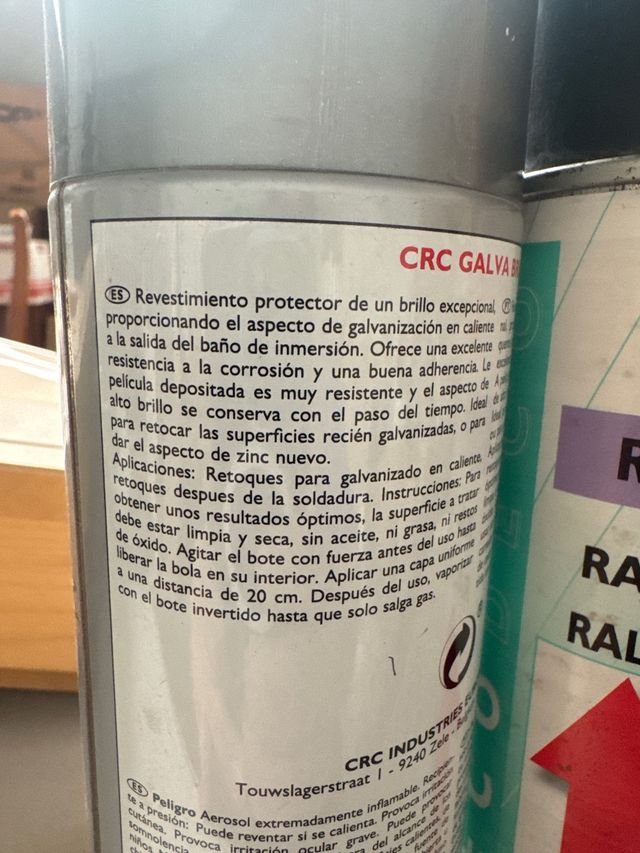 CRC GALVA
ES Revestimiento protector de un brillo excepcional,
proporcionando el aspecto de galvanización en caliente
a la salida del baño de inmersión. Ofrece una excelente
resistencia a la corrosión y una buena adherencia. Le
película depositada es muy resistente y el aspecto de
alto brillo se conserva con el paso del tiempo. Ideal
para retocar las superficies recién galvanizadas, o para
dar el aspecto de zinc nuevo.
Aplicaciones: Retoques para galvanizado en caliente,
retoques despues de la soldadura. Instrucciones: Para
obtener unos resultados óptimos, la superficie a tratar
debe estar limpia y seca, sin aceite, ni grasa, ni restos
de óxido. Agitar el bote con fuerza antes del uso hasta
liberar la bola en su interior. Aplicar una capa uniforme
a una distancia de 20 cm. Después del uso, vaporizar
con el bote invertido hasta que solo salga gas.
CRC INDUSTRIES
Touwslagerstraat 1 - 9240 Zele -
ES Peligro Aerosol extremadamente inflamable.
te a presión: Puede reventar si se calienta. Provoca irritación
cutánea. Provoca irritación ocular grave. Puede provocar
somnolencia
niños
RAL